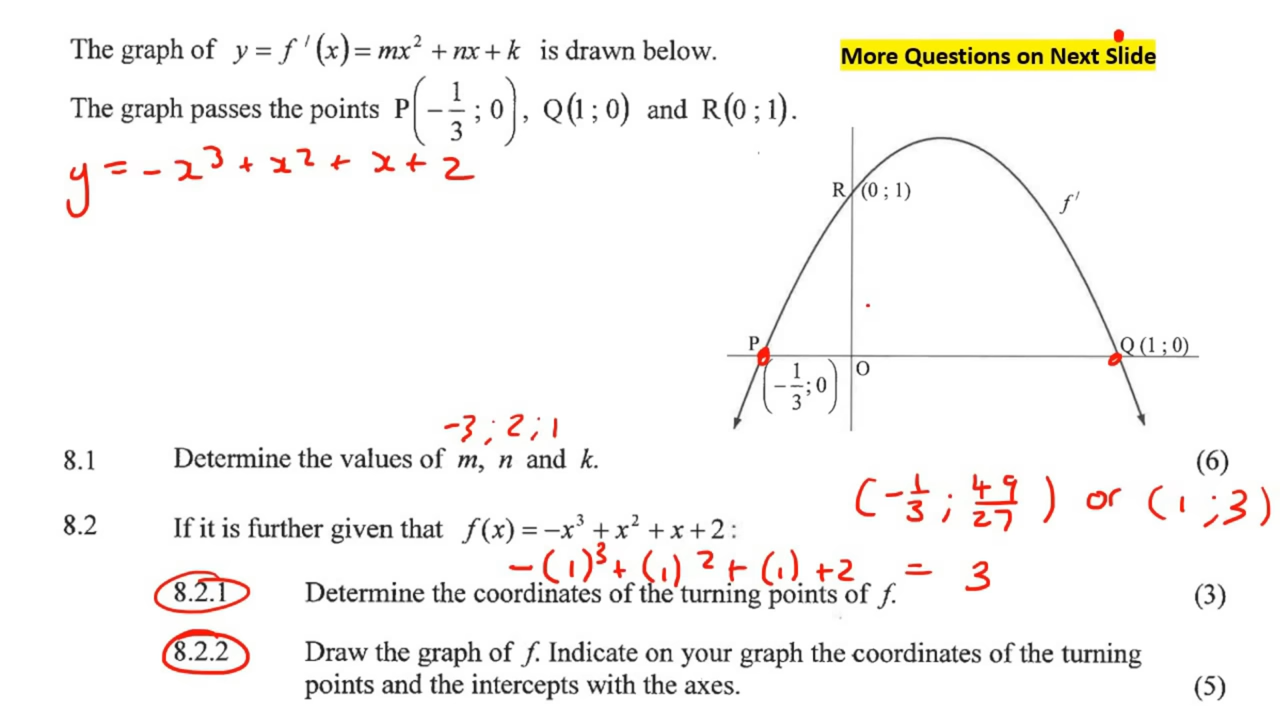 The graph of y = f ′(x) = mx² + nx + k is drawn below.
More Questions on Next Slide
The graph passes the points P(−1/3 ; 0), Q(1 ; 0) and R(0 ; 1).
y = -x³ + x² + x + 2
R (0 ; 1)
f ′
P
Q (1 ; 0)
(−1/3 ; 0)
O
-3 ; 2 ; 1
8.1 Determine the values of m, n and k. (6)
(-1/3 ; 49/27) or (1 ; 3)
8.2 If it is further given that f(x) = −x³ + x² + x + 2 :
-(1)³ + (1)² + (1) + 2 = 3
8.2.1 Determine the coordinates of the turning points of f. (3)
8.2.2 Draw the graph of f. Indicate on your graph the coordinates of the turning
points and the intercepts with the axes. (5)